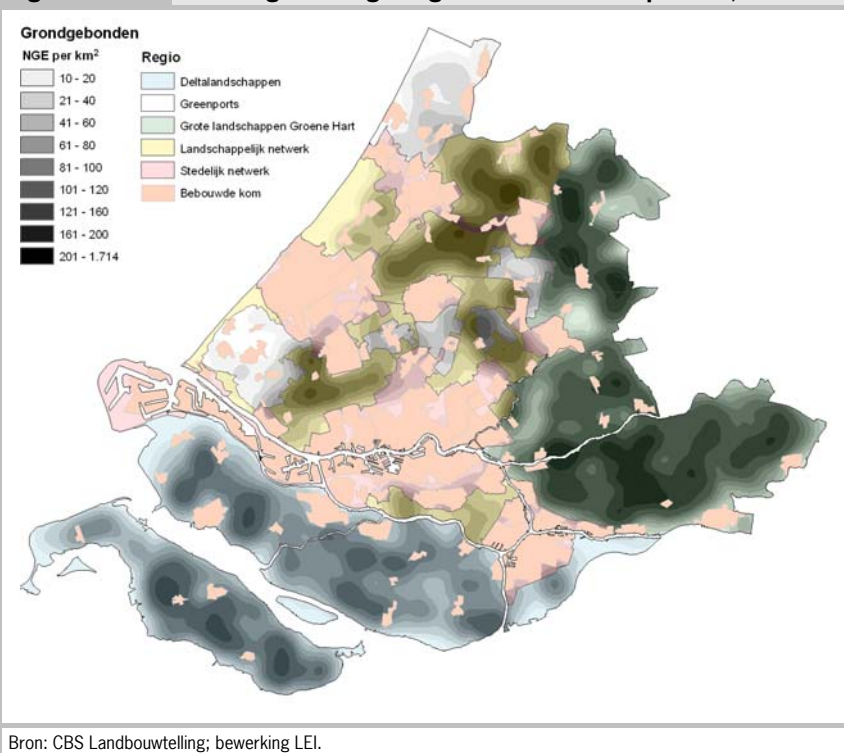 Grondgebonden
NGE per km²
10 - 20
21 - 40
41 - 60
61 - 80
81 - 100
101 - 120
121 - 160
161 - 200
201 - 1.714
Regio
Deltalandschappen
Greenports
Grote landschappen Groene Hart
Landschappelijk netwerk
Stedelijk netwerk
Bebouwde kom
Bron: CBS Landbouwtelling; bewerking LEI.